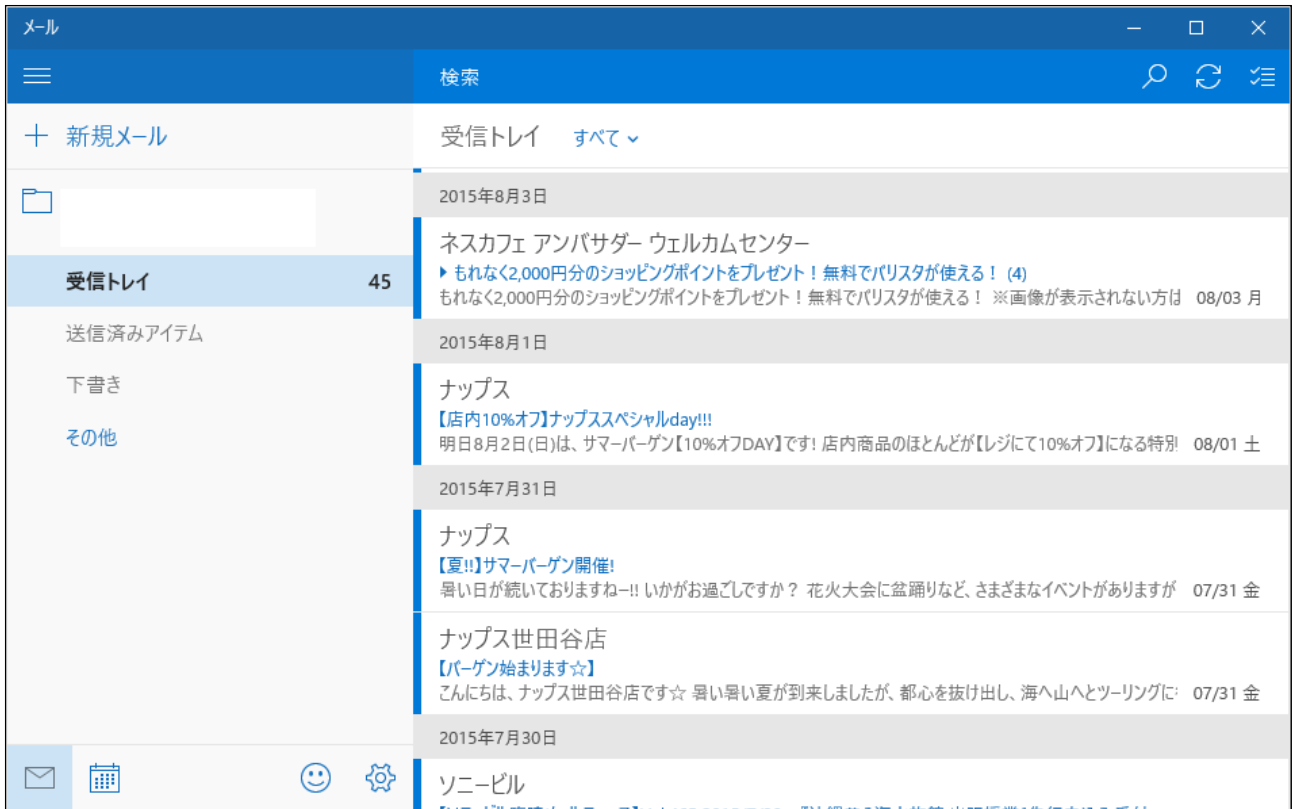 メール
検索
新規メール
受信トレイ すべて
受信トレイ 45
送信済みアイテム
下書き
その他
2015年8月3日
ネスカフェ アンバサダー ウェルカムセンター
もれなく2,000円分のショッピングポイントをプレゼント！無料でバリスタが使える！ (4)
もれなく2,000円分のショッピングポイントをプレゼント！無料でバリスタが使える！ ※画像が表示されない方は 08/03 月
2015年8月1日
ナップス
【店内10%オフ】ナップススペシャルday!!!
明日8月2日(日)は、サマーバーゲン【10%オフDAY】です! 店内商品のほとんどが【レジにて10%オフ】になる特別 08/01 土
2015年7月31日
ナップス
【夏!!】サマーバーゲン開催!
暑い日が続いておりますねー!! いかがお過ごしですか？ 花火大会に盆踊りなど、さまざまなイベントがありますが 07/31 金
ナップス世田谷店
【バーゲン始まります☆】
こんにちは、ナップス世田谷店です☆ 暑い暑い夏が到来しましたが、都心を抜け出し、海へ山へとツーリングに 07/31 金
2015年7月30日
ソニービル